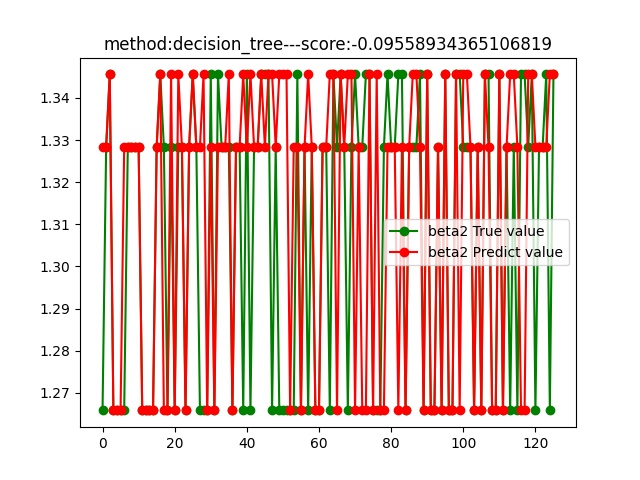 method:decision_tree---score:-0.09558934365106819
1.34
1.33
1.32
1.31
1.30
1.29
1.28
1.27
beta2 True value
beta2 Predict value
0 20 40 60 80 100 120